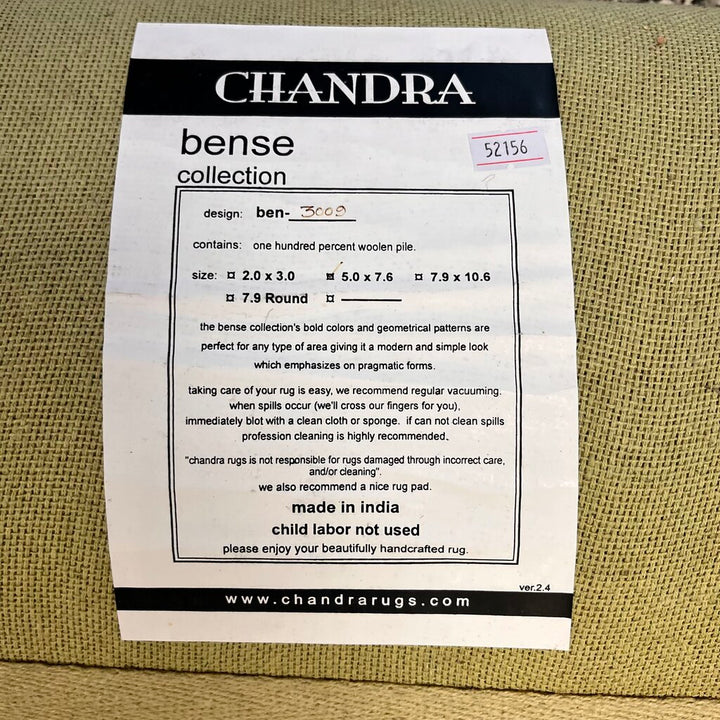 CHANDRA
bense
52156
collection
design: ben- 3009
contains: one hundred percent woolen pile.
size: ¤ 2.0 x 3.0 ¤ 5.0 x 7.6 ¤ 7.9 x 10.6
¤ 7.9 Round ¤
the bense collection's bold colors and geometrical patterns are
perfect for any type of area giving it a modern and simple look
which emphasizes on pragmatic forms.
taking care of your rug is easy, we recommend regular vacuuming.
when spills occur (we'll cross our fingers for you),
immediately blot with a clean cloth or sponge. if can not clean spills
profession cleaning is highly recommended.
"chandra rugs is not responsible for rugs damaged through incorrect care,
and/or cleaning".
we also recommend a nice rug pad.
made in india
child labor not used
please enjoy your beautifully handcrafted rug.
ver.2.4
www.chandrarugs.com